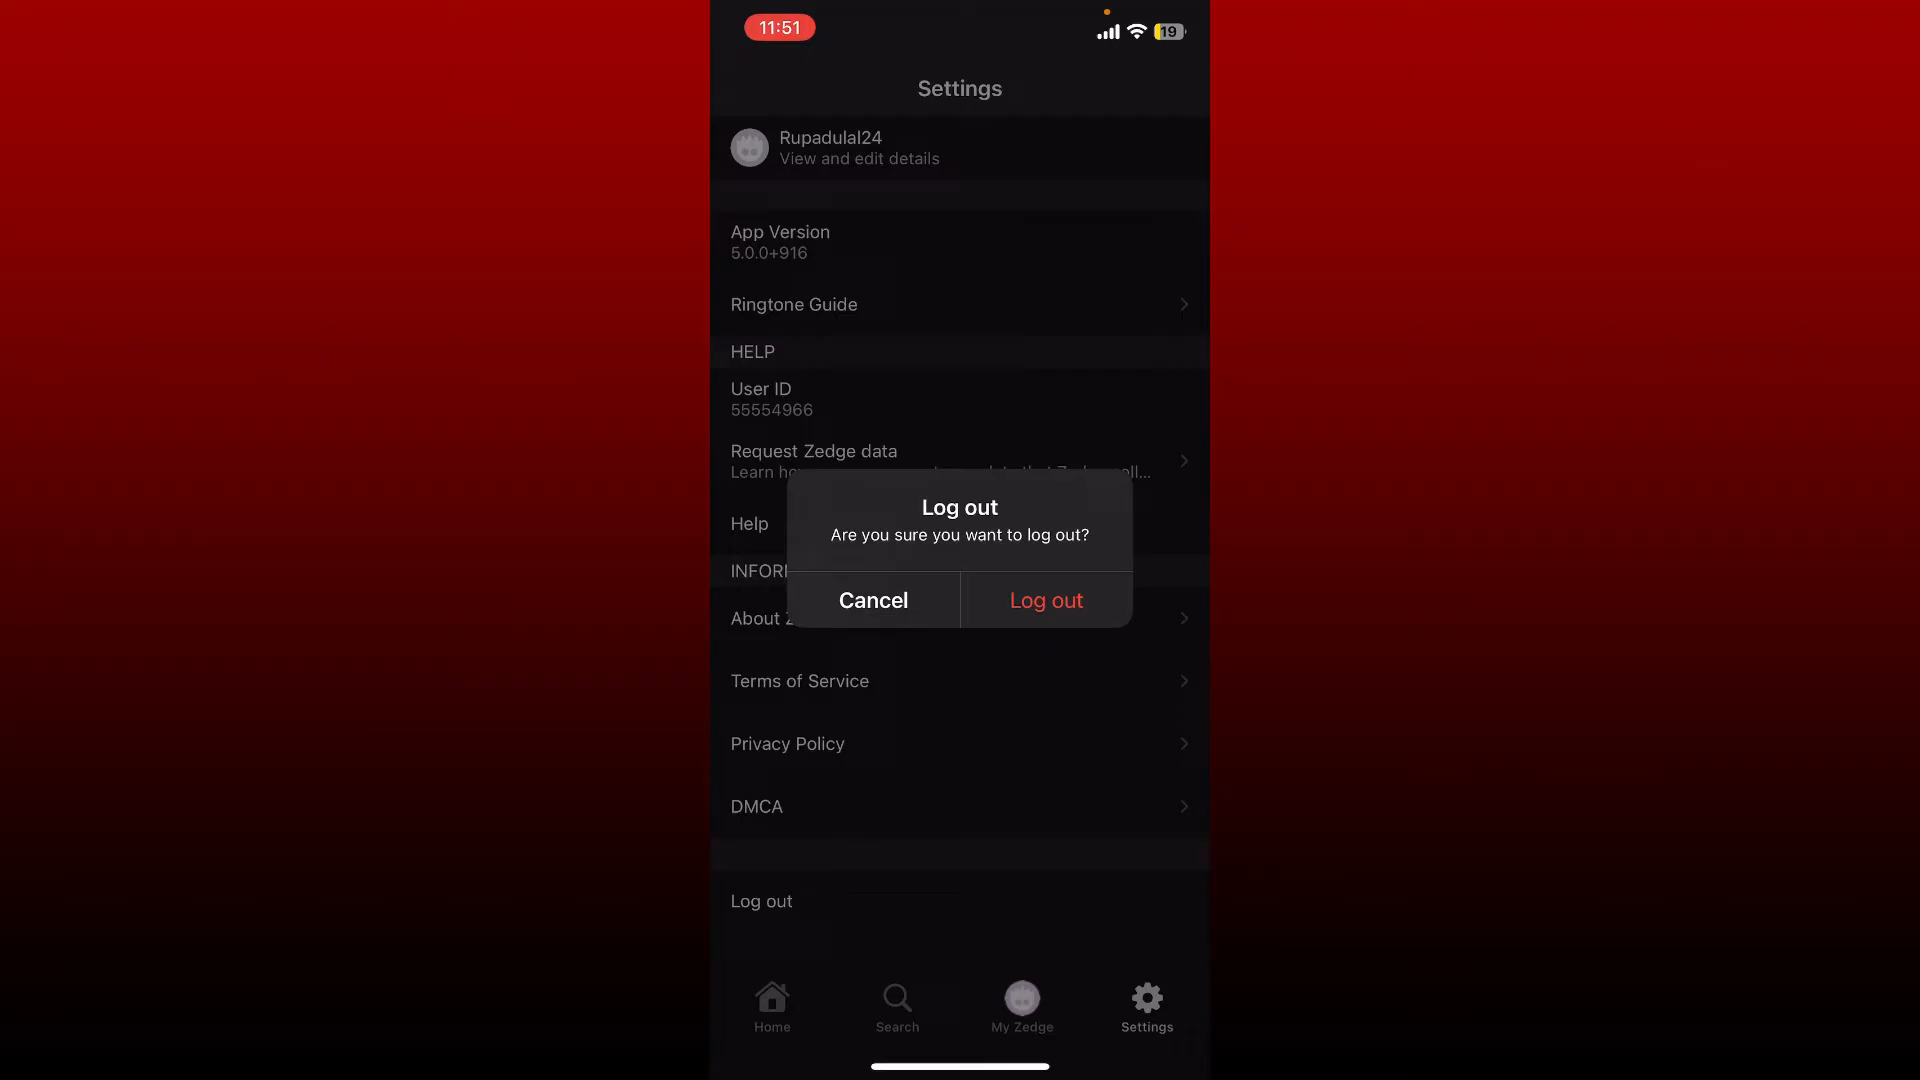 11:51
19
Settings
Rupadulal24
View and edit details
App Version
5.0.0+916
Ringtone Guide
HELP
User ID
55554966
Request Zedge data
Learn
Help
Log out
Are you sure you want to log out?
Cancel
Log out
About
Terms of Service
Privacy Policy
DMCA
Log out
Home
Search
My Zedge
Settings